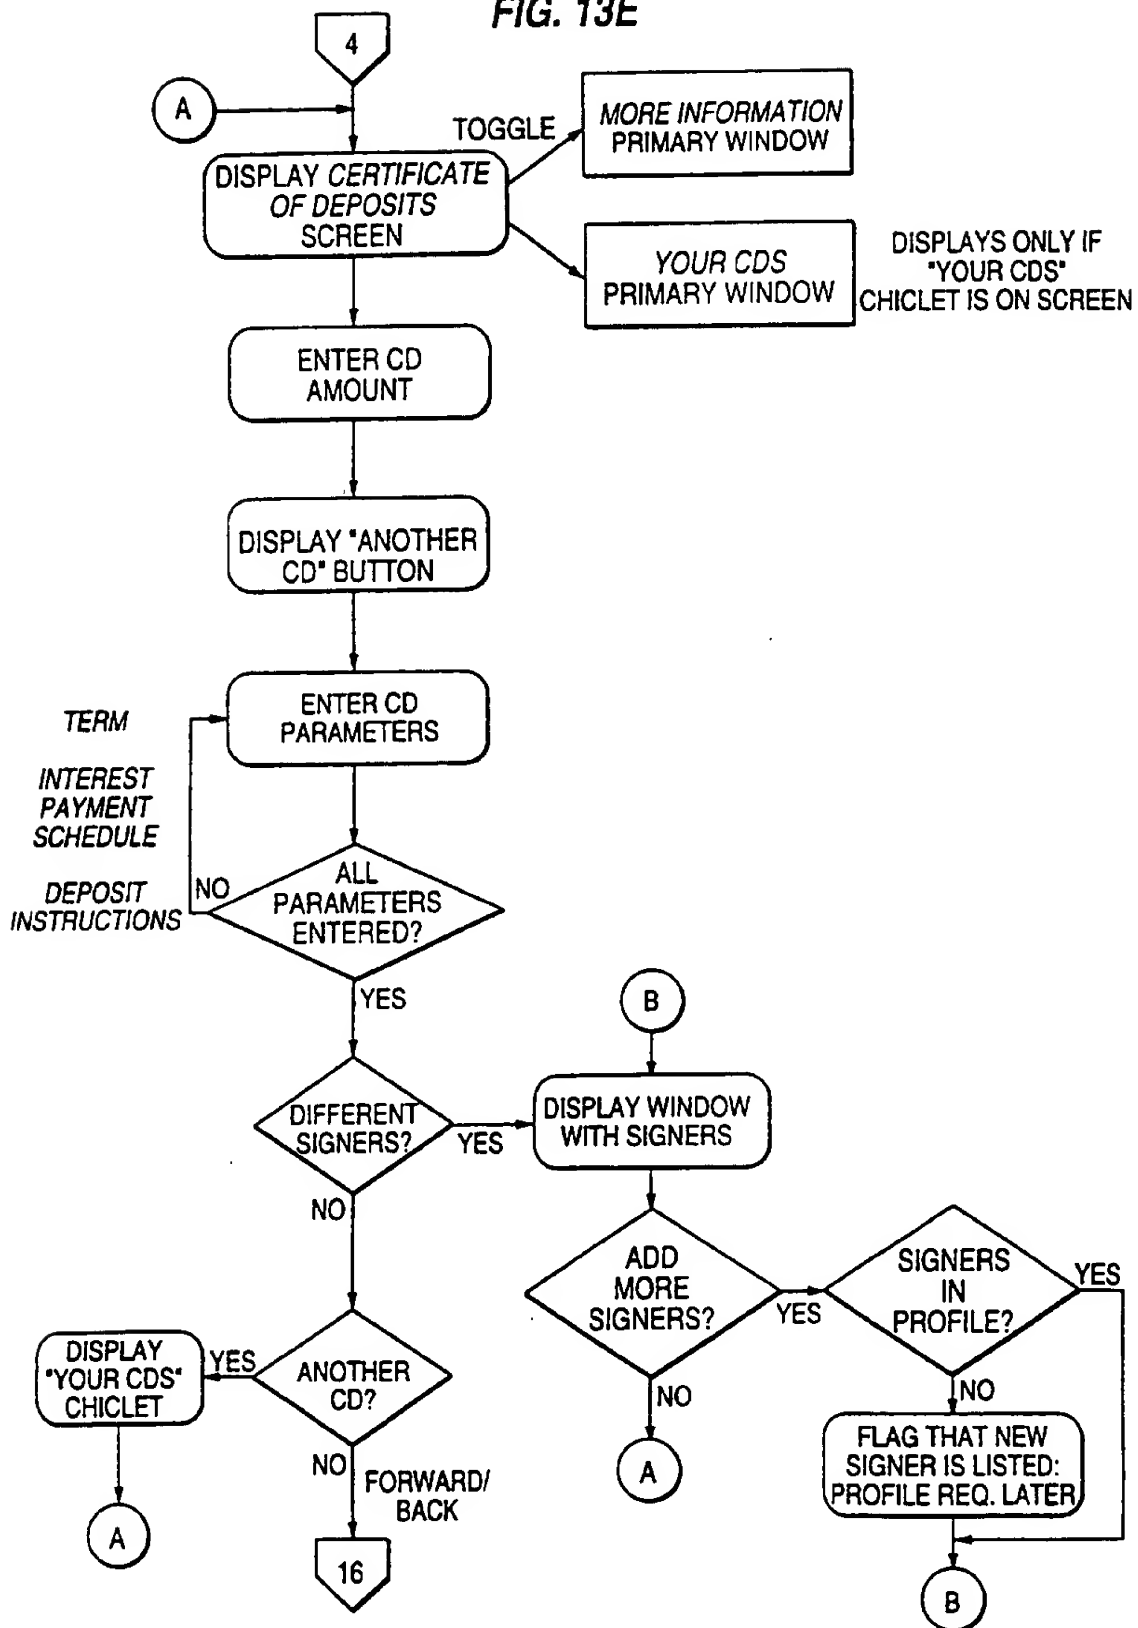 FIG. 13E
4
A
TOGGLE
MORE INFORMATION
PRIMARY WINDOW
DISPLAY CERTIFICATE
OF DEPOSITS
SCREEN
YOUR CDS
PRIMARY WINDOW
DISPLAYS ONLY IF
"YOUR CDS"
CHICLET IS ON SCREEN
ENTER CD
AMOUNT
DISPLAY "ANOTHER
CD" BUTTON
ENTER CD
PARAMETERS
TERM
INTEREST
PAYMENT
SCHEDULE
DEPOSIT
INSTRUCTIONS
NO
ALL
PARAMETERS
ENTERED?
YES
B
DIFFERENT
SIGNERS?
YES
DISPLAY WINDOW
WITH SIGNERS
NO
ADD
MORE
SIGNERS?
YES
SIGNERS
IN
PROFILE?
YES
DISPLAY
"YOUR CDS"
CHICLET
YES
ANOTHER
CD?
NO
NO
FLAG THAT NEW
SIGNER IS LISTED:
PROFILE REQ. LATER
NO
FORWARD/
BACK
A
A
16
B